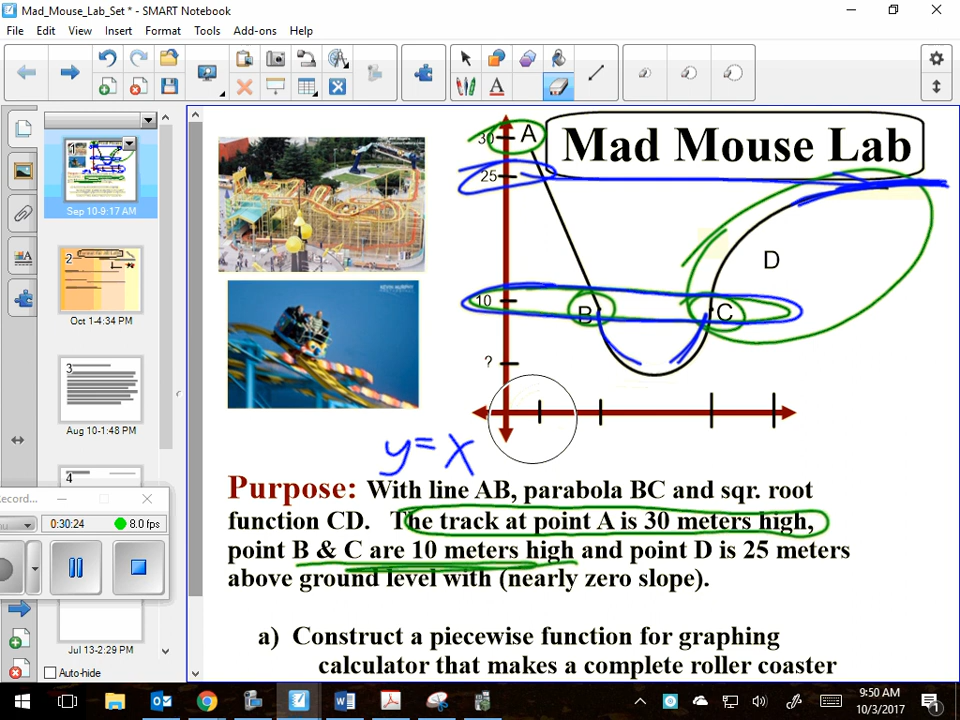 Mad_Mouse_Lab_Set * - SMART Notebook
File Edit View Insert Format Tools Add-ons Help
1
Sep 10-9:17 AM
2
Oct 1-4:34 PM
3
Aug 10-1:48 PM
4
Jul 13-2:29 PM
Auto-hide
Record...
0:30:24 8.0 fps
Mad Mouse Lab
30 A
25
D
10 B C
?
y=x
Purpose: With line AB, parabola BC and sqr. root
function CD. The track at point A is 30 meters high,
point B & C are 10 meters high and point D is 25 meters
above ground level with (nearly zero slope).
a) Construct a piecewise function for graphing
calculator that makes a complete roller coaster
9:50 AM
10/3/2017